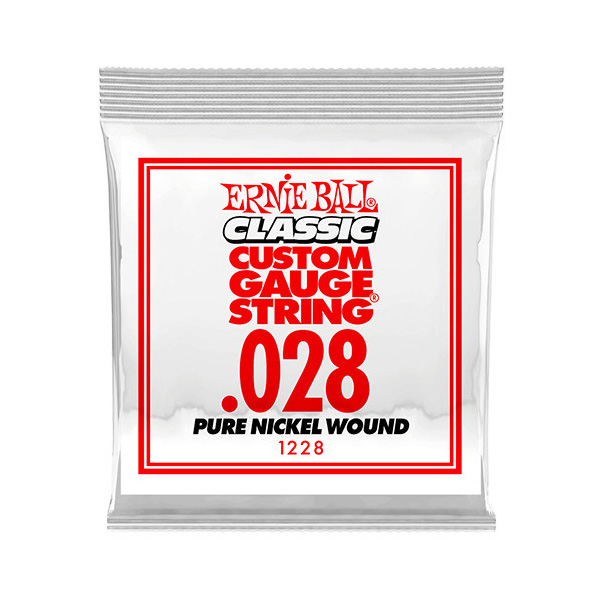 ERNIE BALL®
CLASSIC
CUSTOM
GAUGE
STRING®
.028
PURE NICKEL WOUND
1228